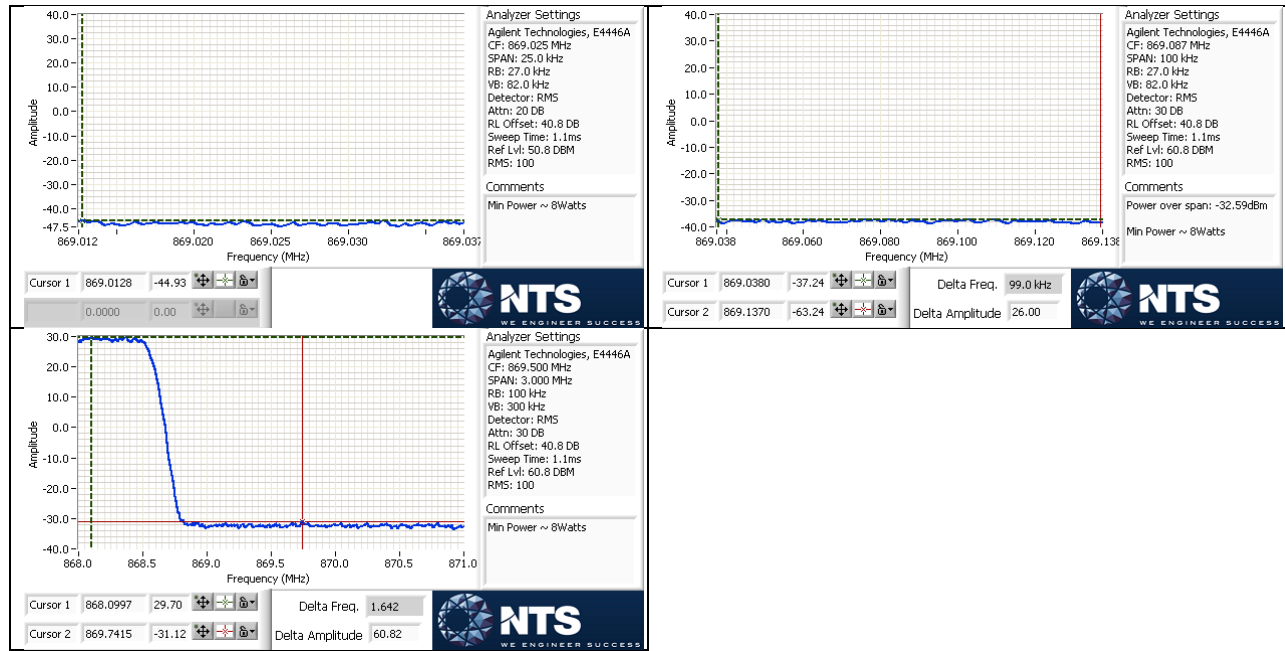 40.0
30.0
20.0
10.0
0.0
-10.0
-20.0
-30.0
-40.0
-47.5
Amplitude
869.012 869.020 869.025 869.030 869.037
Frequency (MHz)
Analyzer Settings
Agilent Technologies, E4446A
CF: 869.025 MHz
SPAN: 25.0 kHz
RB: 27.0 kHz
VB: 82.0 kHz
Detector: RMS
Attn: 20 DB
RL Offset: 40.8 DB
Sweep Time: 1.1ms
Ref Lvl: 50.8 DBM
RMS: 100
Comments
Min Power ~ 8Watts
Cursor 1 869.0128 -44.93
0.0000 0.00
NTS
WE ENGINEER SUCCESS
40.0
30.0
20.0
10.0
0.0
-10.0
-20.0
-30.0
-40.0
Amplitude
869.038 869.060 869.080 869.100 869.120 869.138
Frequency (MHz)
Analyzer Settings
Agilent Technologies, E4446A
CF: 869.087 MHz
SPAN: 100 kHz
RB: 27.0 kHz
VB: 82.0 kHz
Detector: RMS
Attn: 30 DB
RL Offset: 40.8 DB
Sweep Time: 1.1ms
Ref Lvl: 60.8 DBM
RMS: 100
Comments
Power over span: -32.59dBm
Min Power ~ 8Watts
Cursor 1 869.0380 -37.24
Cursor 2 869.1370 -63.24
Delta Freq. 99.0 kHz
Delta Amplitude 26.00
NTS
WE ENGINEER SUCCESS
30.0
20.0
10.0
0.0
-10.0
-20.0
-30.0
-40.0
Amplitude
868.0 868.5 869.0 869.5 870.0 870.5 871.0
Frequency (MHz)
Analyzer Settings
Agilent Technologies, E4446A
CF: 869.500 MHz
SPAN: 3.000 MHz
RB: 100 kHz
VB: 300 kHz
Detector: RMS
Attn: 30 DB
RL Offset: 40.8 DB
Sweep Time: 1.1ms
Ref Lvl: 60.8 DBM
RMS: 100
Comments
Min Power ~ 8Watts
Cursor 1 868.0997 29.70
Cursor 2 869.7415 -31.12
Delta Freq. 1.642
Delta Amplitude 60.82
NTS
WE ENGINEER SUCCESS